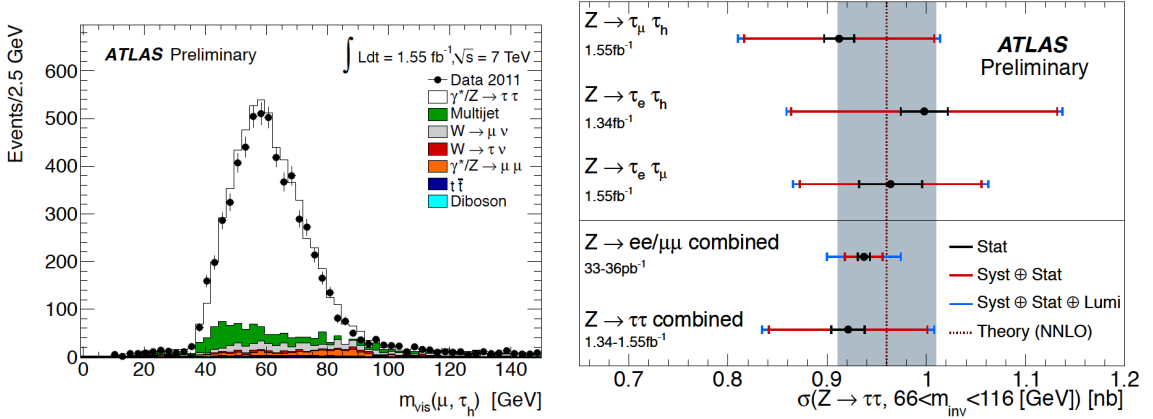 ATLAS Preliminary
∫ Ldt = 1.55 fb⁻¹,√s = 7 TeV
Data 2011
γ*/Z → τ τ
Multijet
W → μ ν
W → τ ν
γ*/Z → μ μ
t t̄
Diboson
Events/2.5 GeV
600
500
400
300
200
100
0
0 20 40 60 80 100 120 140
m_vis(μ, τ_h) [GeV]
Z → τ_μ τ_h
1.55fb⁻¹
ATLAS
Preliminary
Z → τ_e τ_h
1.34fb⁻¹
Z → τ_e τ_μ
1.55fb⁻¹
Z → ee/μμ combined
33-36pb⁻¹
Z → ττ combined
1.34-1.55fb⁻¹
Stat
Syst ⊕ Stat
Syst ⊕ Stat ⊕ Lumi
Theory (NNLO)
0.7 0.8 0.9 1 1.1 1.2
σ(Z → ττ, 66<m_inv<116 [GeV]) [nb]